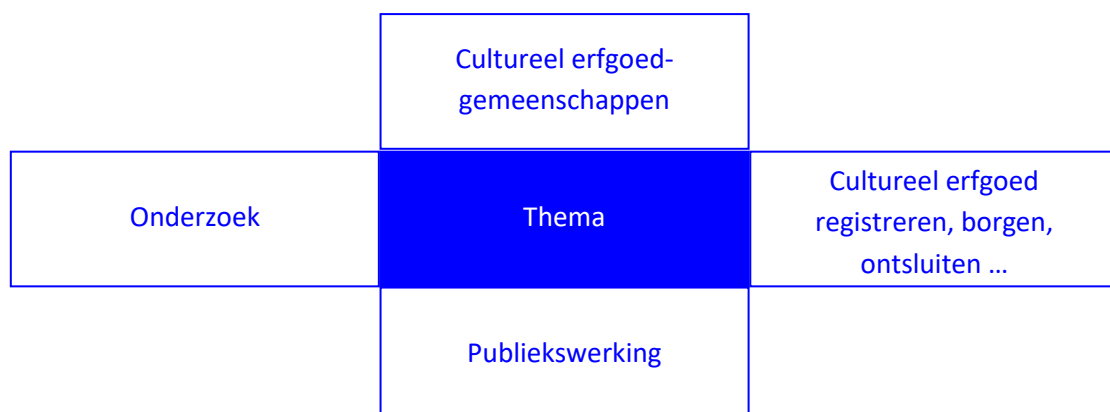 Cultureel erfgoed-
gemeenschappen
Onderzoek
Thema
Cultureel erfgoed
registreren, borgen,
ontsluiten …
Publiekswerking